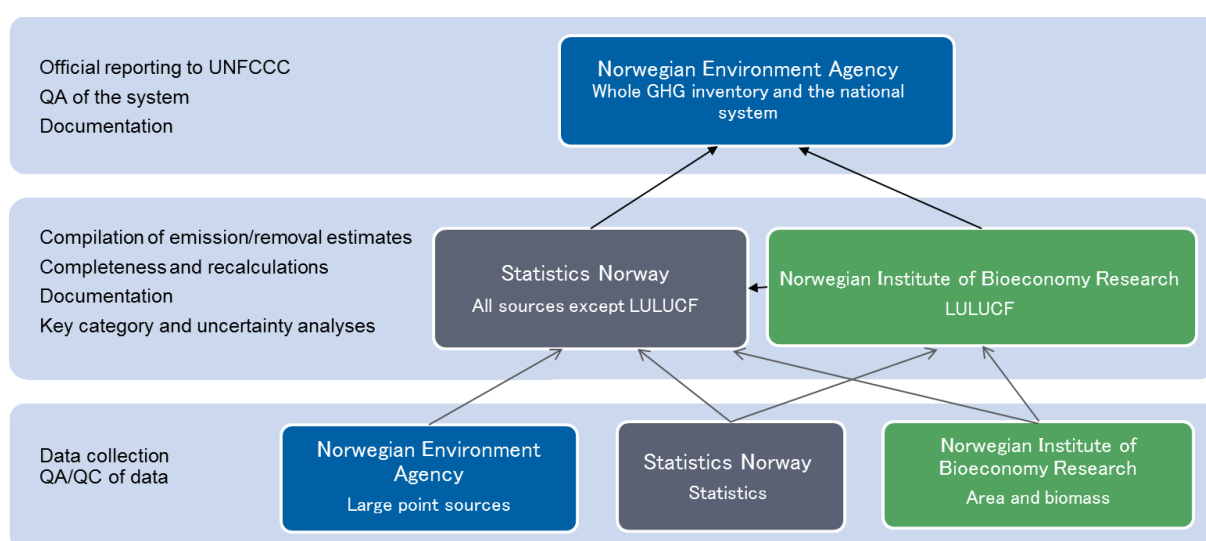 Official reporting to UNFCCC
QA of the system
Documentation
Norwegian Environment Agency
Whole GHG inventory and the national
system
Compilation of emission/removal estimates
Completeness and recalculations
Documentation
Key category and uncertainty analyses
Statistics Norway
All sources except LULUCF
Norwegian Institute of Bioeconomy Research
LULUCF
Data collection
QA/QC of data
Norwegian Environment
Agency
Large point sources
Statistics Norway
Statistics
Norwegian Institute of
Bioeconomy Research
Area and biomass